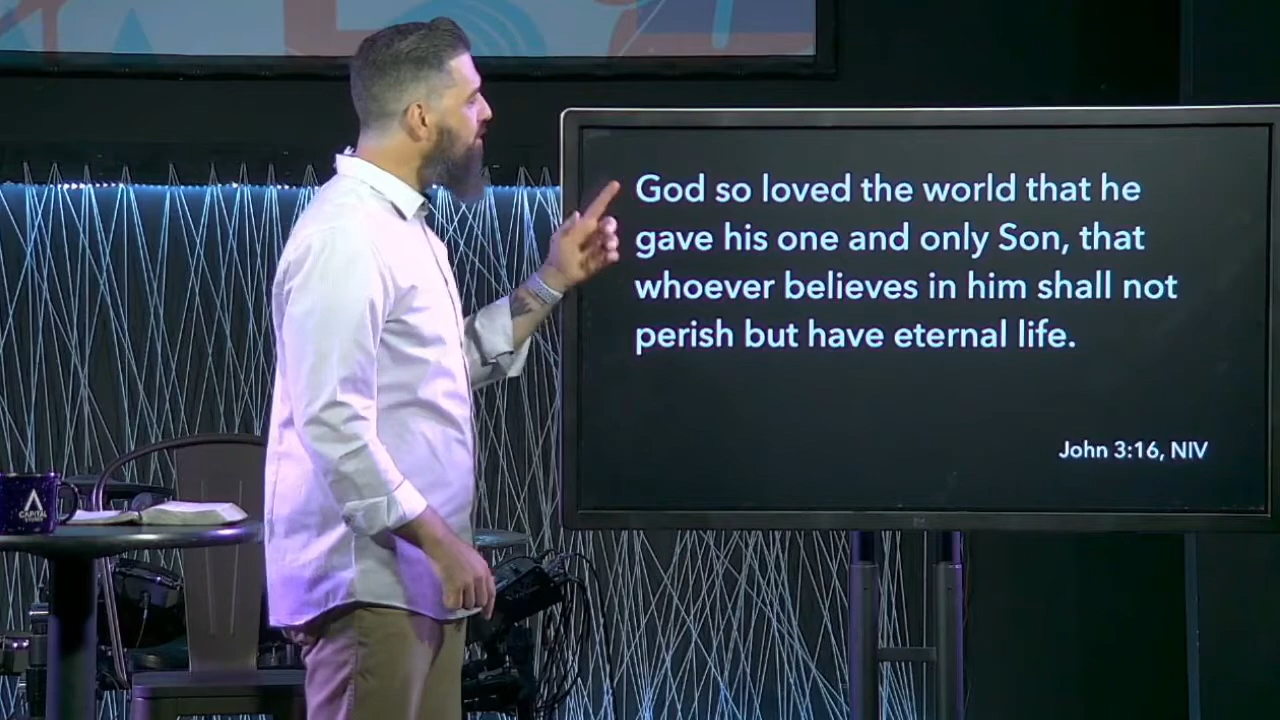 God so loved the world that he
gave his one and only Son, that
whoever believes in him shall not
perish but have eternal life.
John 3:16, NIV
CAPITAL